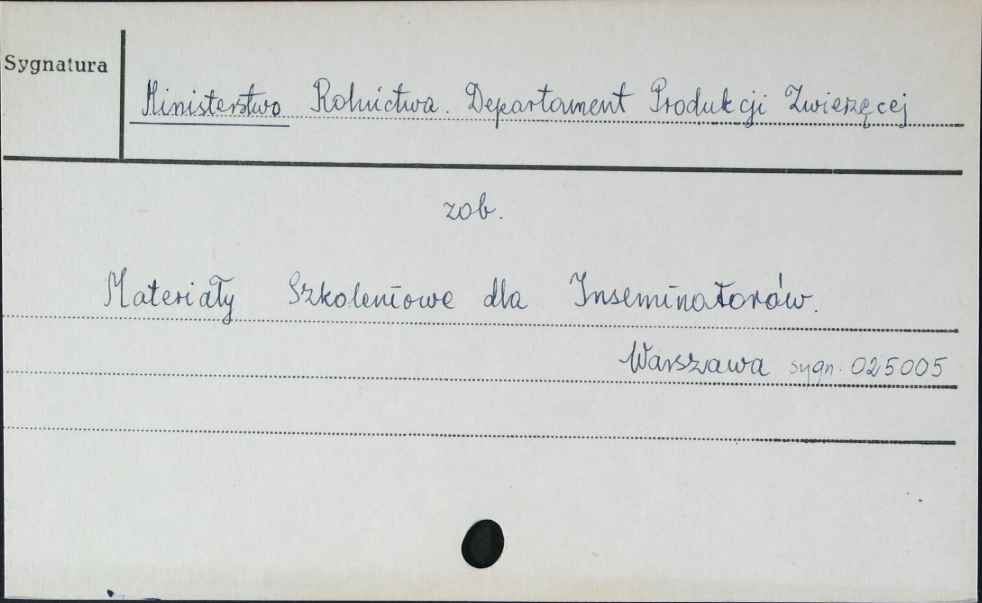 Sygnatura
Ministerstwo Rolnictwa. Departament Produkcji Zwierzęcej
zob.
Materiały Szkoleniowe dla Inseminatorów.
Warszawa sygn. 025005